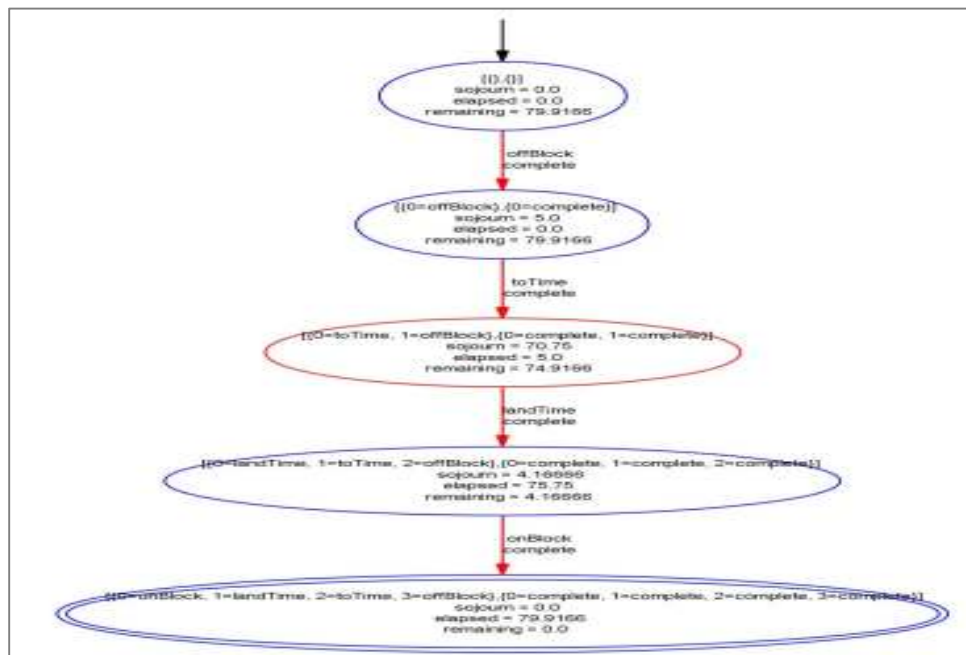 [{},{}]
sojourn = 0.0
elapsed = 0.0
remaining = 79.9166
offBlock
complete
[{0=offBlock},{0=complete}]
sojourn = 5.0
elapsed = 0.0
remaining = 79.9166
toTime
complete
[{0=toTime, 1=offBlock},{0=complete, 1=complete}]
sojourn = 70.75
elapsed = 5.0
remaining = 74.9166
landTime
complete
[{0=landTime, 1=toTime, 2=offBlock},{0=complete, 1=complete, 2=complete}]
sojourn = 4.16666
elapsed = 75.75
remaining = 4.16666
onBlock
complete
[{0=onBlock, 1=landTime, 2=toTime, 3=offBlock},{0=complete, 1=complete, 2=complete, 3=complete}]
sojourn = 0.0
elapsed = 79.9166
remaining = 0.0